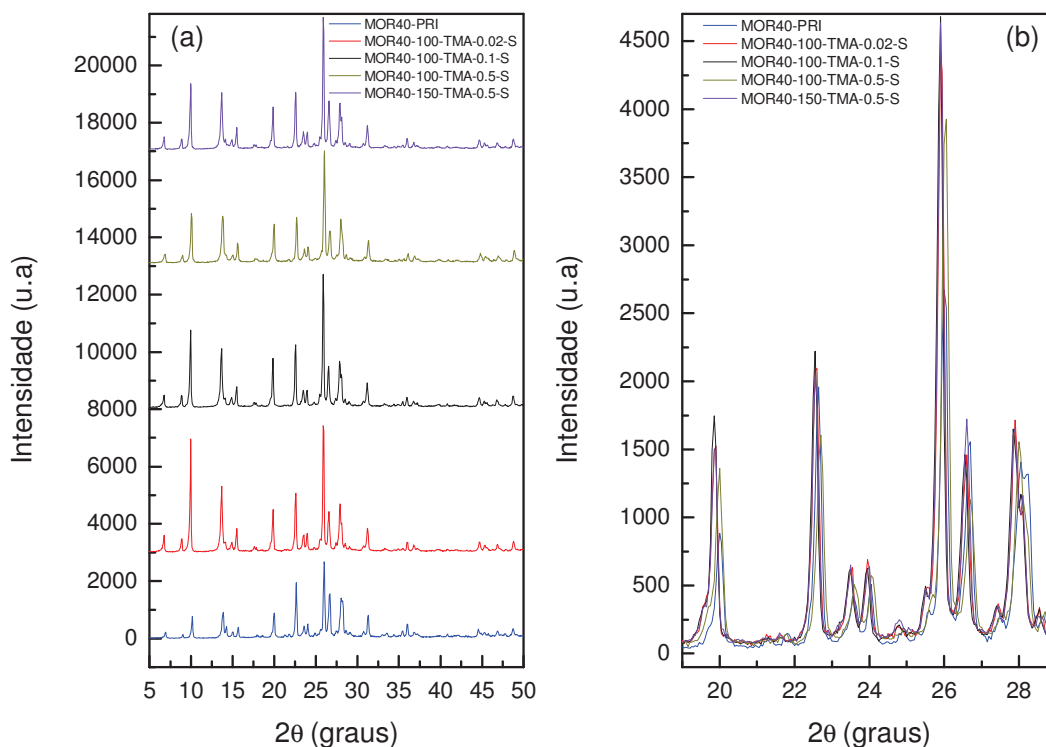 (a)
MOR40-PRI
MOR40-100-TMA-0.02-S
MOR40-100-TMA-0.1-S
MOR40-100-TMA-0.5-S
MOR40-150-TMA-0.5-S
20000
18000
16000
14000
12000
10000
8000
6000
4000
2000
0
Intensidade (u.a)
5 10 15 20 25 30 35 40 45 50
2θ (graus)
(b)
MOR40-PRI
MOR40-100-TMA-0.02-S
MOR40-100-TMA-0.1-S
MOR40-100-TMA-0.5-S
MOR40-150-TMA-0.5-S
4500
4000
3500
3000
2500
2000
1500
1000
500
0
Intensidade (u.a)
20 22 24 26 28
2θ (graus)